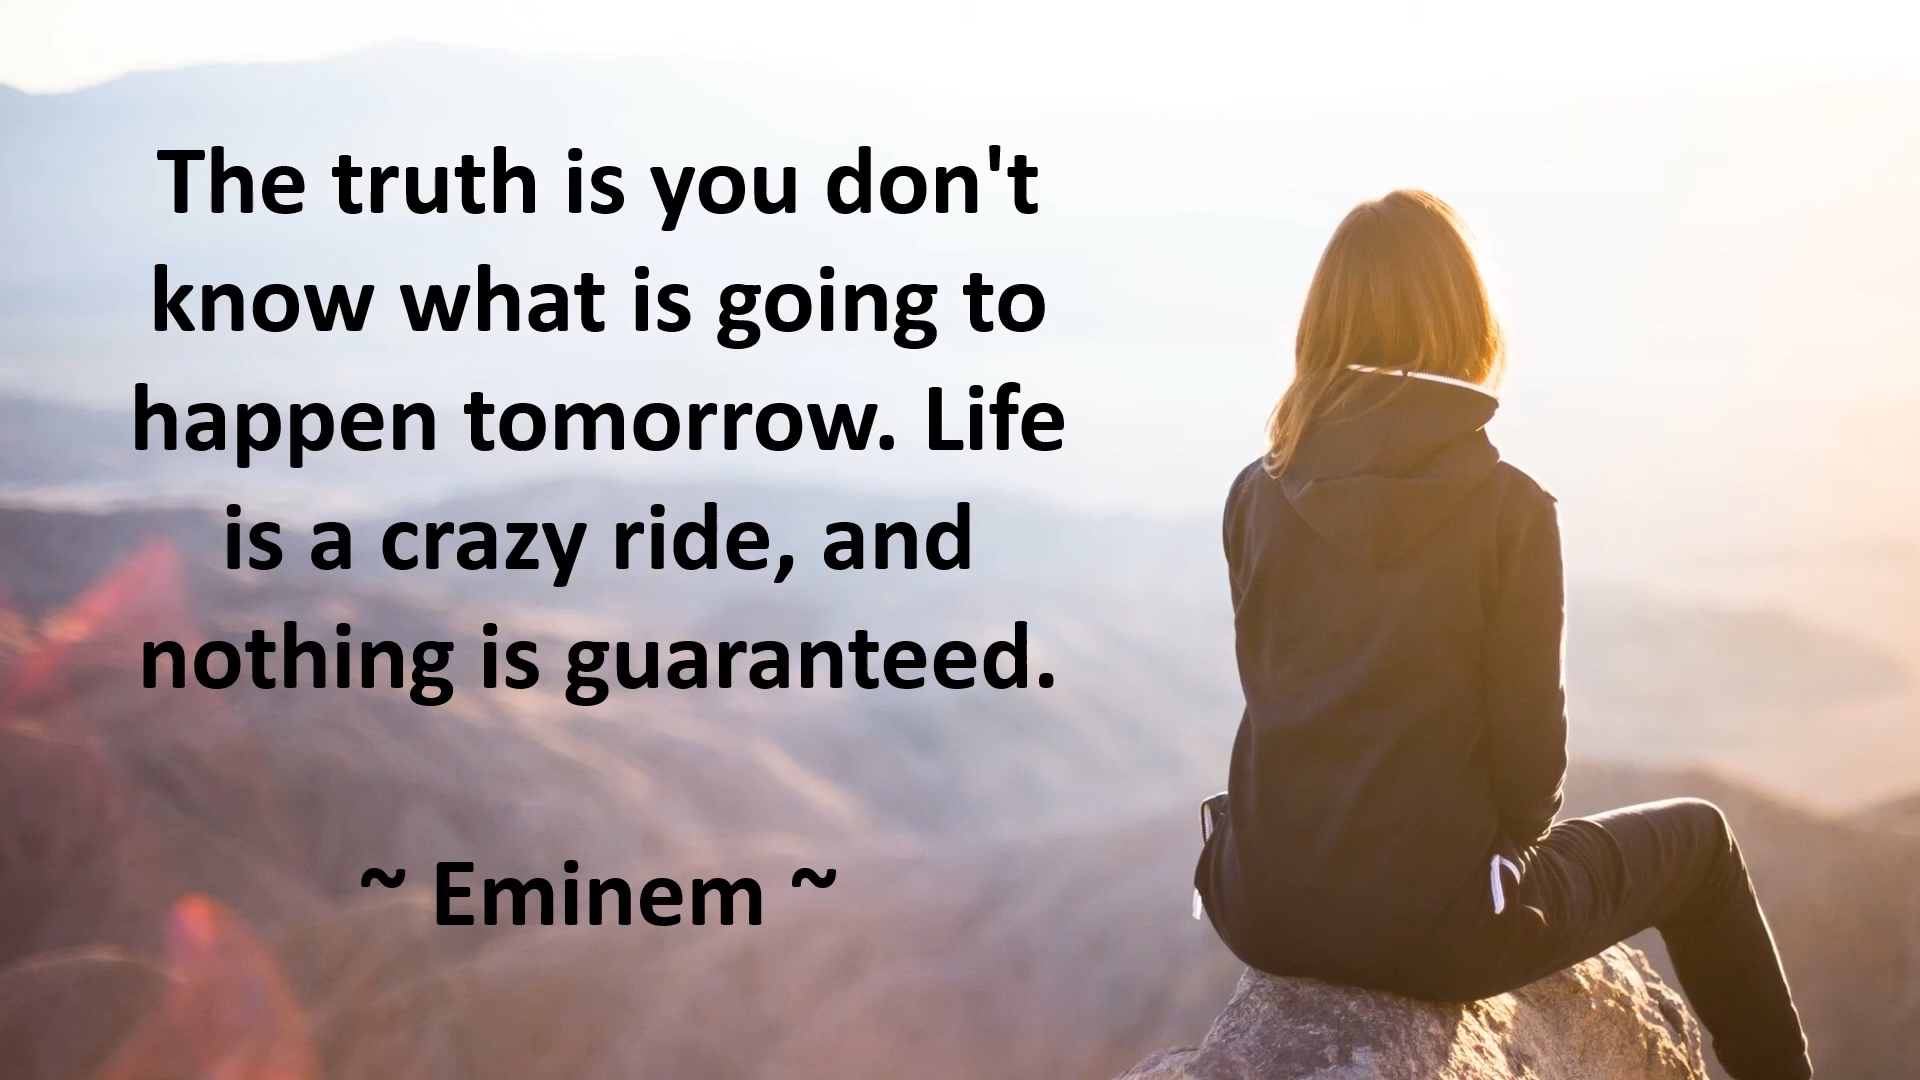 The truth is you don't
know what is going to
happen tomorrow. Life
is a crazy ride, and
nothing is guaranteed.
~ Eminem ~